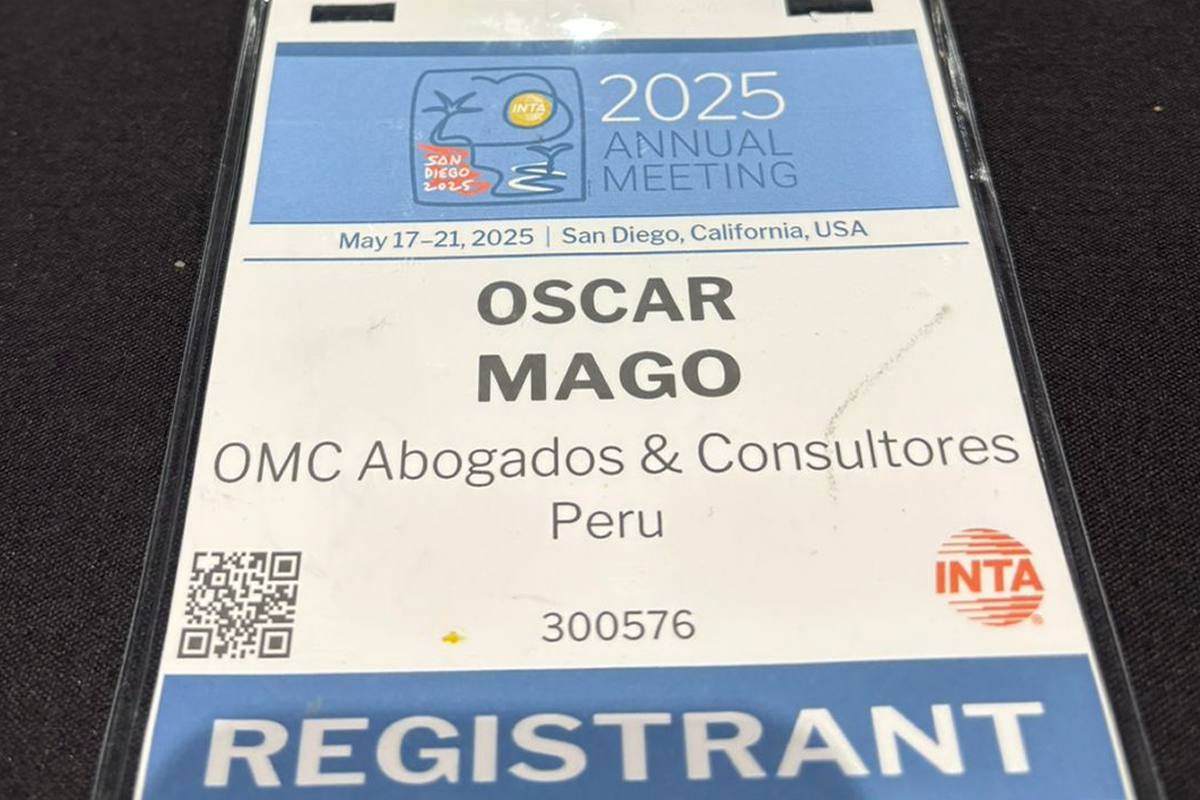 INTA
SAN
DIEGO
2025
2025
ANNUAL
MEETING
May 17–21, 2025 | San Diego, California, USA
OSCAR
MAGO
OMC Abogados & Consultores
Peru
300576
INTA®
REGISTRANT